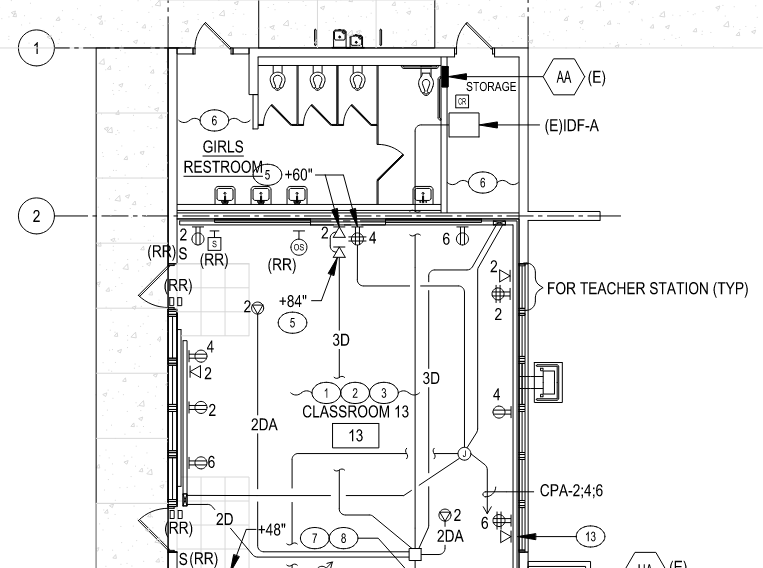 1
AA
(E)
STORAGE
CR
(E)IDF-A
6
GIRLS
RESTROOM
5
+60"
6
2
2
S
(RR)
OS
(RR)
(RR)S
(RR)
2
4
6
2
2
FOR TEACHER STATION (TYP)
+84"
5
2
3D
4
2
2
6
3D
1 2 3
CLASSROOM 13
13
4
2DA
J
CPA-2;4;6
2D
+48"
(RR)
7 8
2
2DA
6
13
S(RR)
HA
(E)